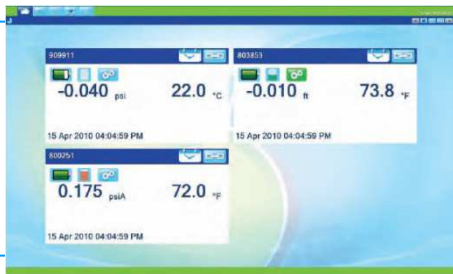 909911
-0.040 psi 22.0 °C
15 Apr 2010 04:04:59 PM
803853
-0.010 ft 73.8 °F
15 Apr 2010 04:04:59 PM
800251
0.175 psiA 72.0 °F
15 Apr 2010 04:04:59 PM